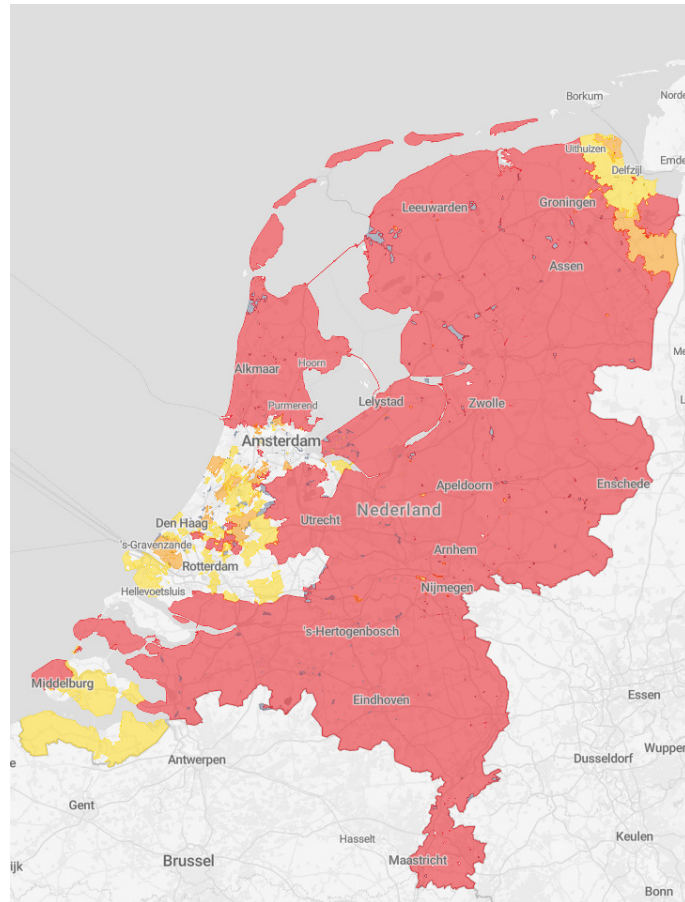 Borkum
Norde
Uithuizen
Emde
Delfzijl
Leeuwarden
Groningen
Assen
Me
Hoorn
Alkmaar
L
Purmerend
Lelystad
Zwolle
Amsterdam
Apeldoorn
Enschede
Nederland
Den Haag
Utrecht
's-Gravenzande
Arnhem
Rotterdam
Nijmegen
Hellevoetsluis
's-Hertogenbosch
Middelburg
Eindhoven
Essen
Wupper
Antwerpen
Dusseldorf
e
Gent
Hasselt
Keulen
Brussel
Maastricht
ijk
Bonn